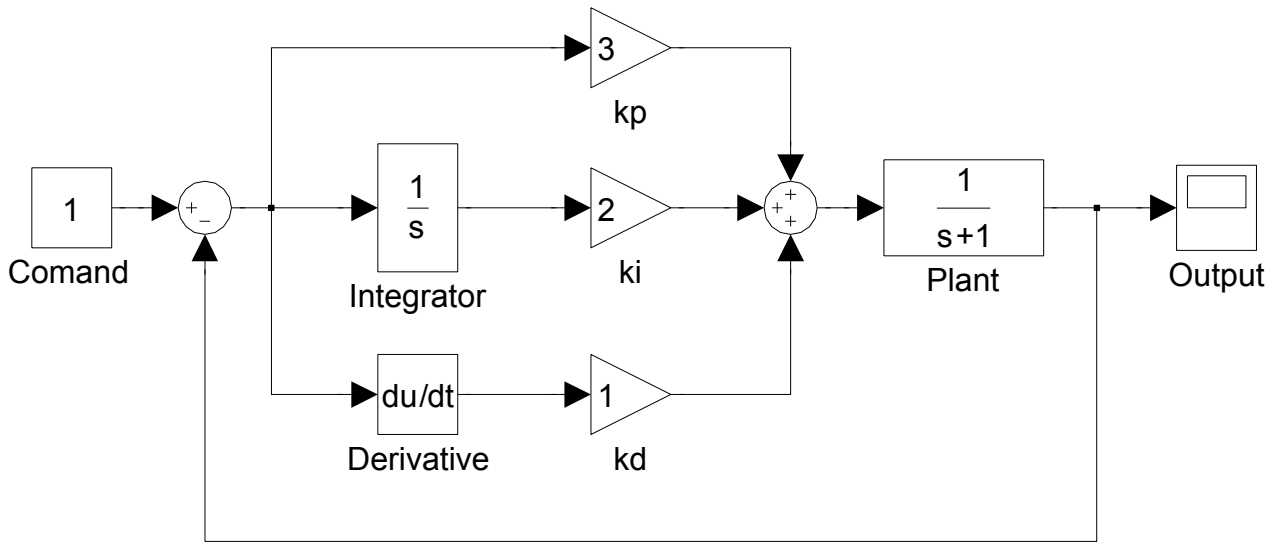 3
kp
1
Comand
+
−
1
s
Integrator
2
ki
+
+
+
1
s+1
Plant
Output
du/dt
Derivative
1
kd